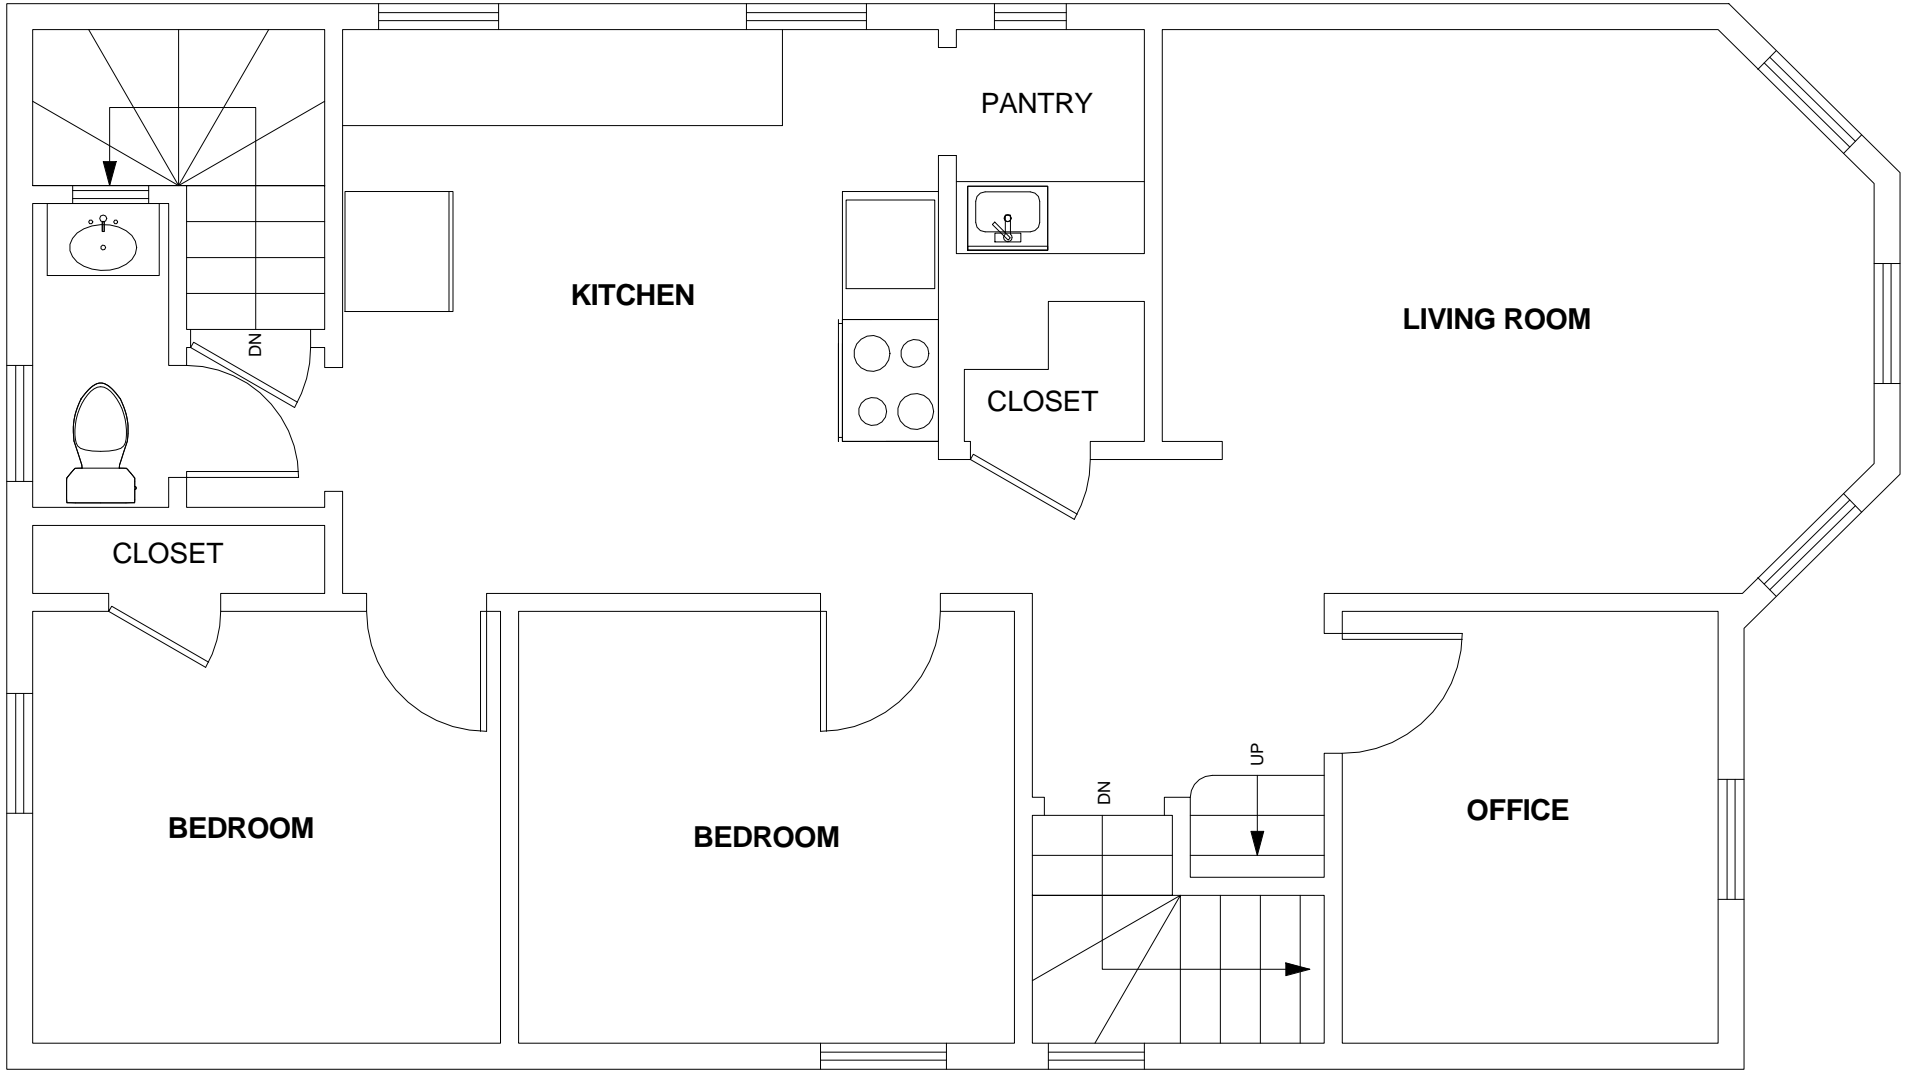 PANTRY
KITCHEN
LIVING ROOM
DN
CLOSET
CLOSET
UP
DN
BEDROOM
BEDROOM
OFFICE